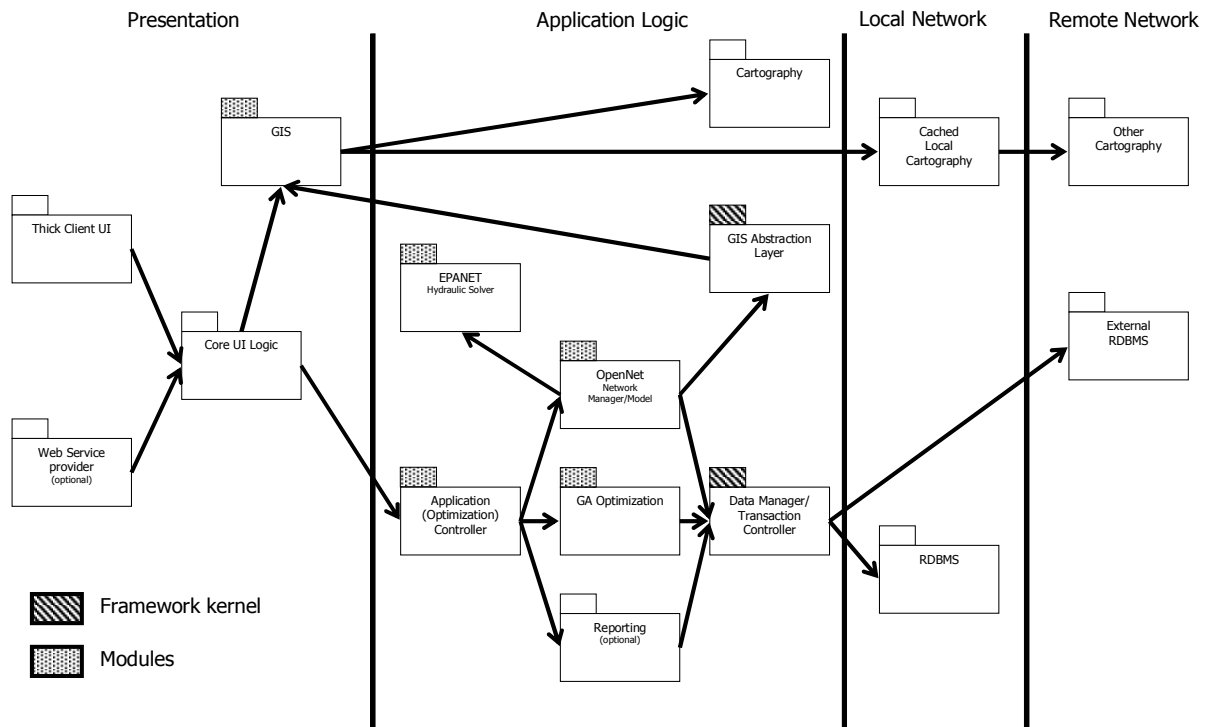 Presentation
Application Logic
Local Network
Remote Network
Cartography
GIS
Cached
Local
Cartography
Other
Cartography
Thick Client UI
GIS Abstraction
Layer
EPANET
Hydraulic Solver
Core UI Logic
External
RDBMS
OpenNet
Network
Manager/Model
Web Service
provider
(optional)
Application
(Optimization)
Controller
GA Optimization
Data Manager/
Transaction
Controller
RDBMS
Reporting
(optional)
Framework kernel
Modules